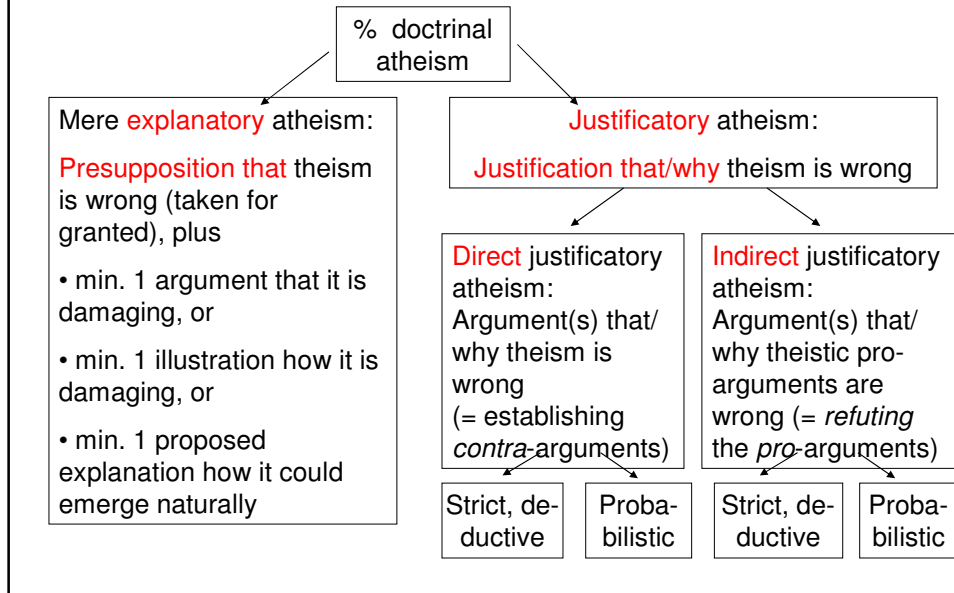 % doctrinal
atheism
Mere explanatory atheism:
Presupposition that theism
is wrong (taken for
granted), plus
• min. 1 argument that it is
damaging, or
• min. 1 illustration how it is
damaging, or
• min. 1 proposed
explanation how it could
emerge naturally
Justificatory atheism:
Justification that/why theism is wrong
Direct justificatory
atheism:
Argument(s) that/
why theism is
wrong
(= establishing
contra-arguments)
Indirect justificatory
atheism:
Argument(s) that/
why theistic pro-
arguments are
wrong (= refuting
the pro-arguments)
Strict, de-
ductive
Proba-
bilistic
Strict, de-
ductive
Proba-
bilistic